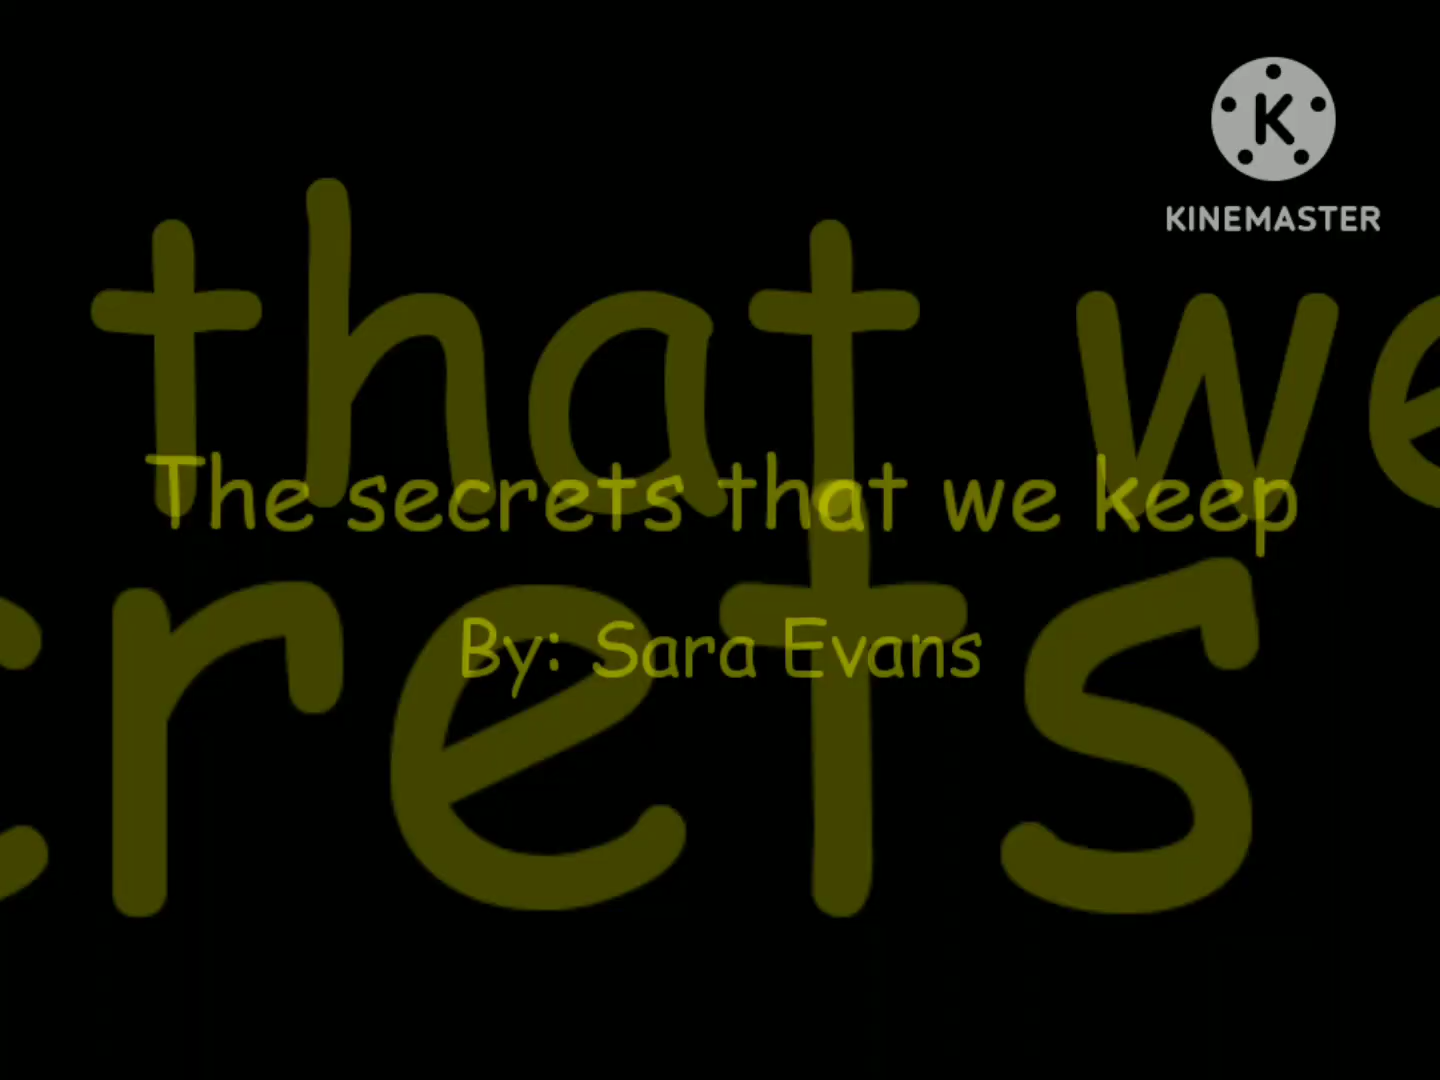 K
KINEMASTER
that we
The secrets that we keep
crets
By: Sara Evans